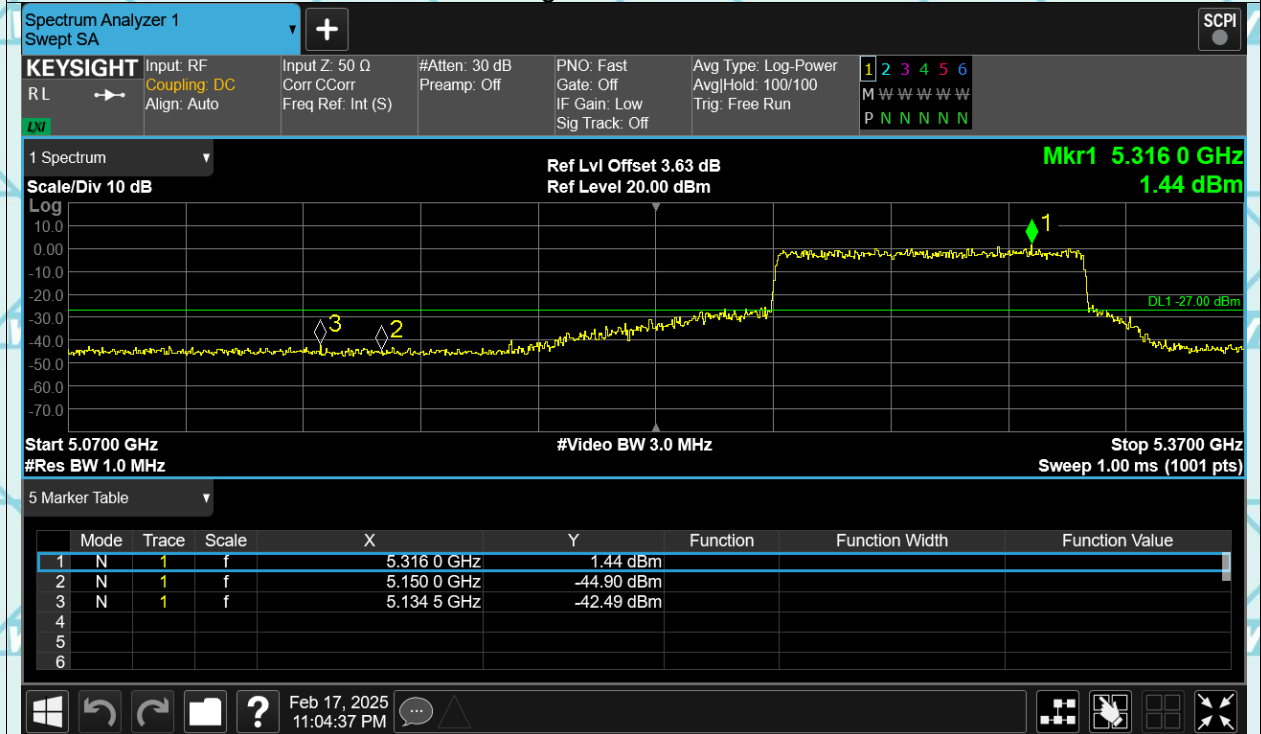 Spectrum Analyzer 1
Swept SA
+
SCPI
KEYSIGHT
RL
LXI
Input: RF
Coupling: DC
Align: Auto
Input Z: 50 Ω
Corr CCorr
Freq Ref: Int (S)
#Atten: 30 dB
Preamp: Off
PNO: Fast
Gate: Off
IF Gain: Low
Sig Track: Off
Avg Type: Log-Power
Avg|Hold: 100/100
Trig: Free Run
1 2 3 4 5 6
M W W W W W
P N N N N N
1 Spectrum
Scale/Div 10 dB
Ref Lvl Offset 3.63 dB
Ref Level 20.00 dBm
Mkr1 5.316 0 GHz
1.44 dBm
Log
10.0
0.00
-10.0
-20.0
-30.0
-40.0
-50.0
-60.0
-70.0
1
DL1 -27.00 dBm
3
2
Start 5.0700 GHz
#Video BW 3.0 MHz
Stop 5.3700 GHz
#Res BW 1.0 MHz
Sweep 1.00 ms (1001 pts)
5 Marker Table
Mode Trace Scale X Y Function Function Width Function Value
1 N 1 f 5.316 0 GHz 1.44 dBm
2 N 1 f 5.150 0 GHz -44.90 dBm
3 N 1 f 5.134 5 GHz -42.49 dBm
4
5
6
?
Feb 17, 2025
11:04:37 PM